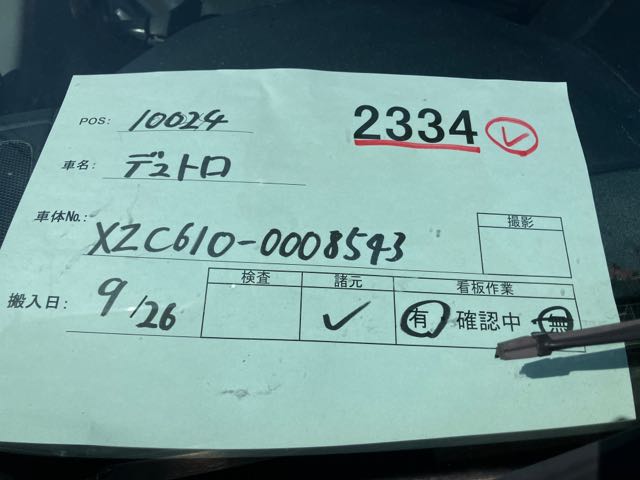 POS: 10024
2334
車名: デュトロ
車体No.: XZC610-0008543
撮影
搬入日: 9/26
検査 諸元 看板作業
✓ 有 確認中 無